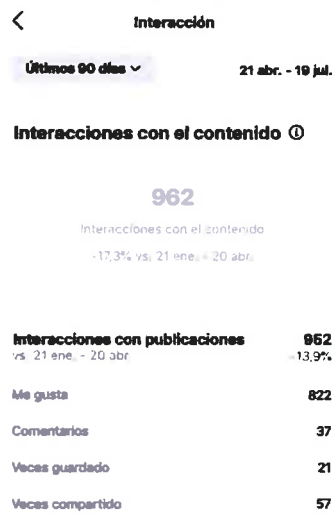 Interacción
Últimos 90 días
21 abr. - 19 jul.
Interacciones con el contenido
962
Interacciones con el contenido
-17,3% vs. 21 ene. - 20 abr.
Interacciones con publicaciones 952
vs. 21 ene. - 20 abr. -13,9%
Me gusta 822
Comentarios 37
Veces guardado 21
Veces compartido 57